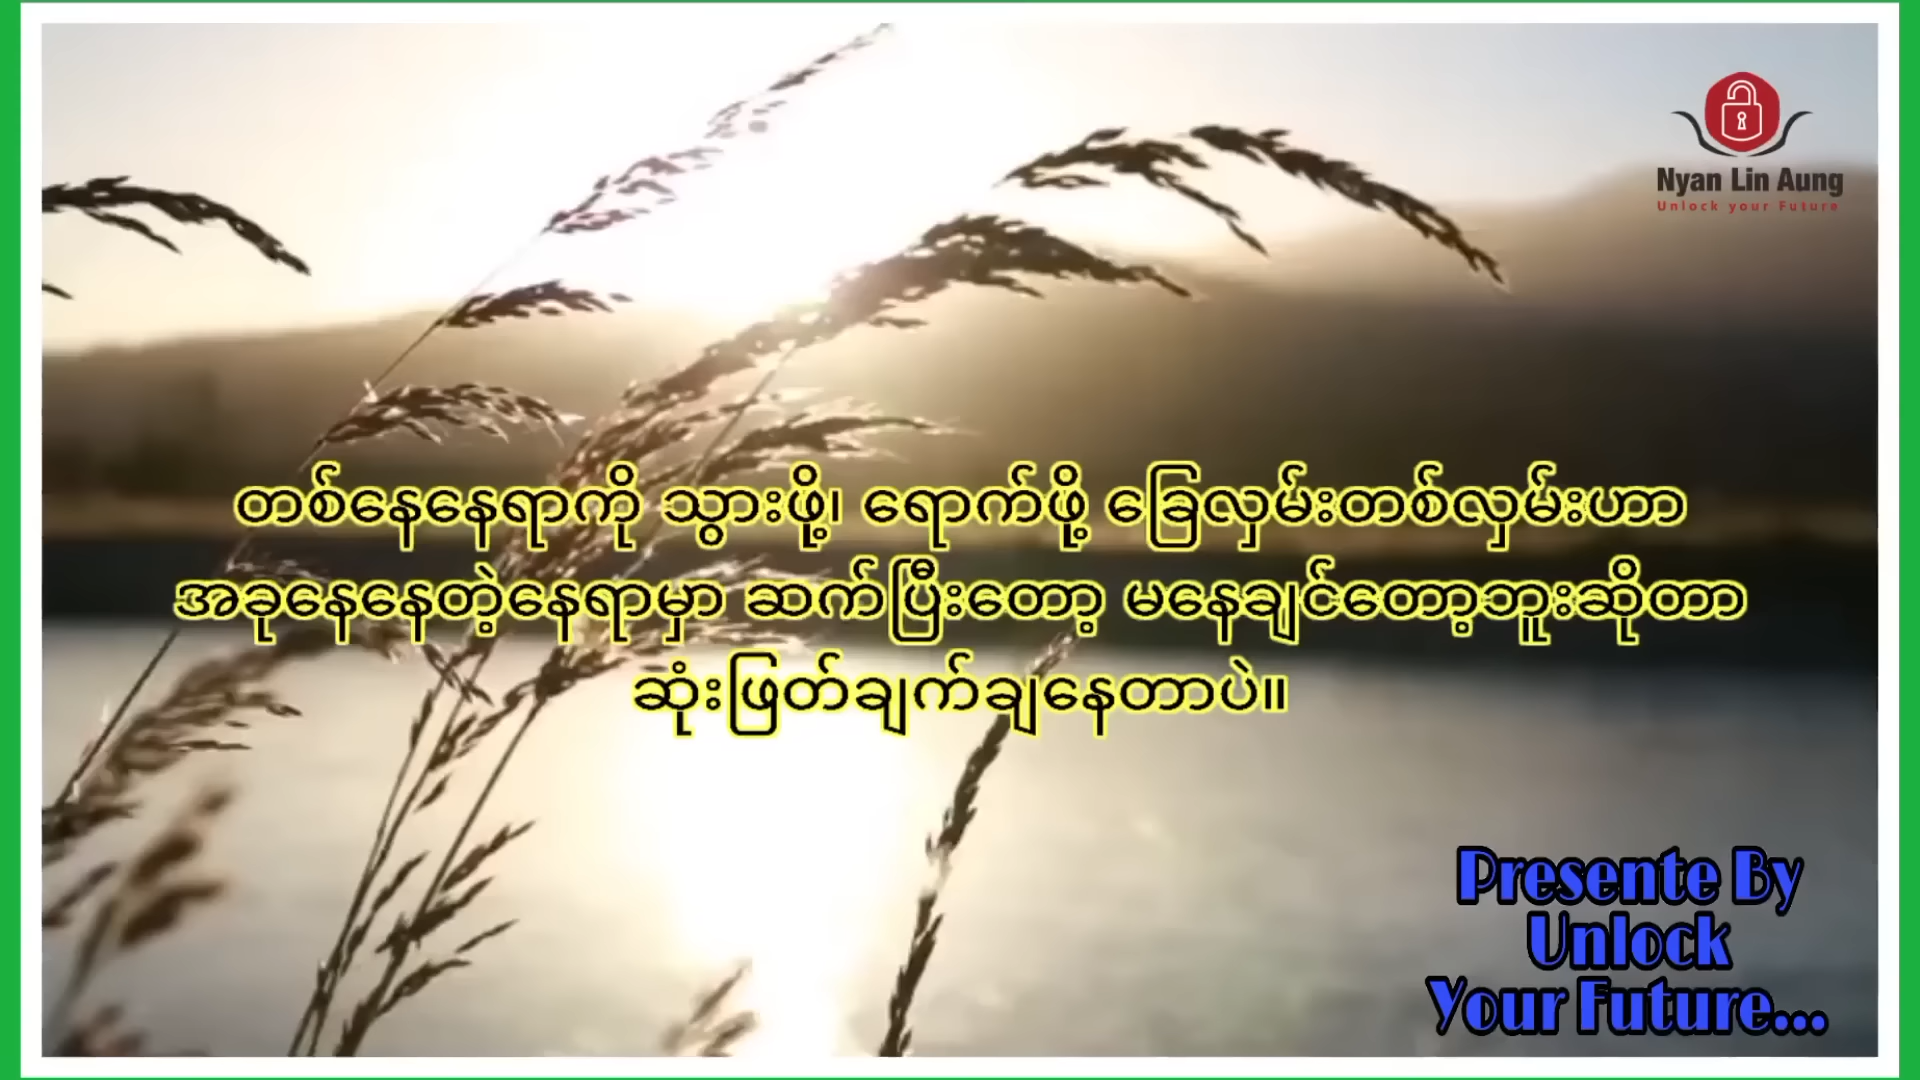 Nyan Lin Aung
Unlock your Future
တစ်နေနေရာကို သွားဖို့၊ ရောက်ဖို့ ခြေလှမ်းတစ်လှမ်းဟာ
အခုနေနေတဲ့နေရာမှာ ဆက်ပြီးတော့ မနေချင်တော့ဘူးဆိုတာ
ဆုံးဖြတ်ချက်ချနေတာပဲ။
Presente By
Unlock
Your Future...